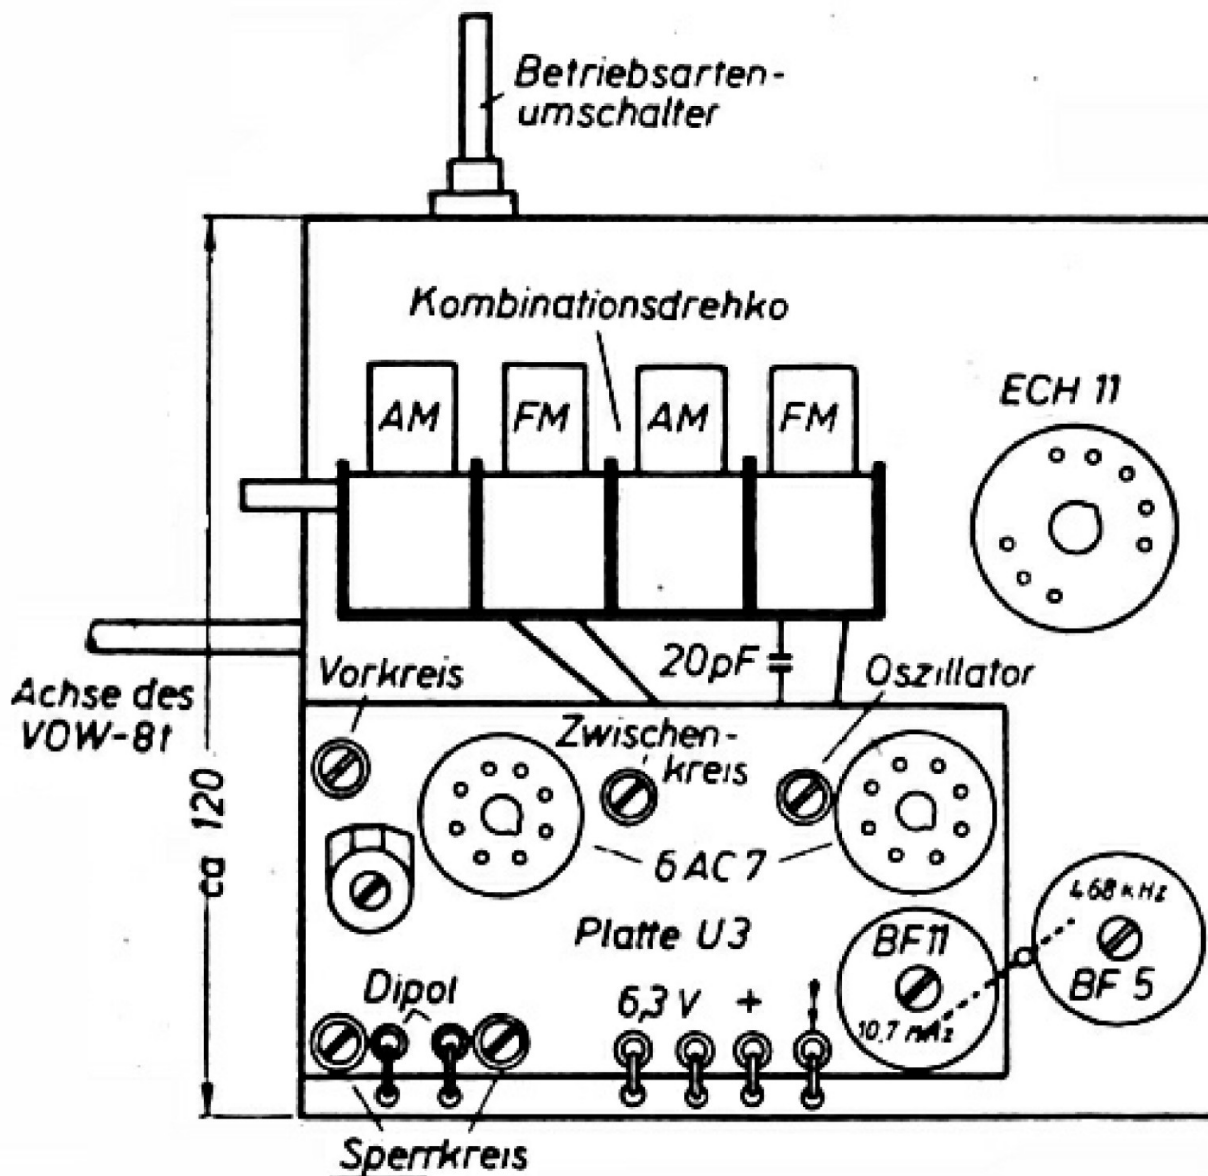 Betriebsarten-
umschalter
Kombinationsdrehko
AM
FM
AM
FM
ECH 11
20pF
Oszillator
Vorkreis
Achse des
VOW-8t
Zwischen-
kreis
ca 120
6 AC 7
468 kHz
BF 5
Platte U3
BF 11
10,7 MHz
Dipol
6,3 V +
Sperrkreis